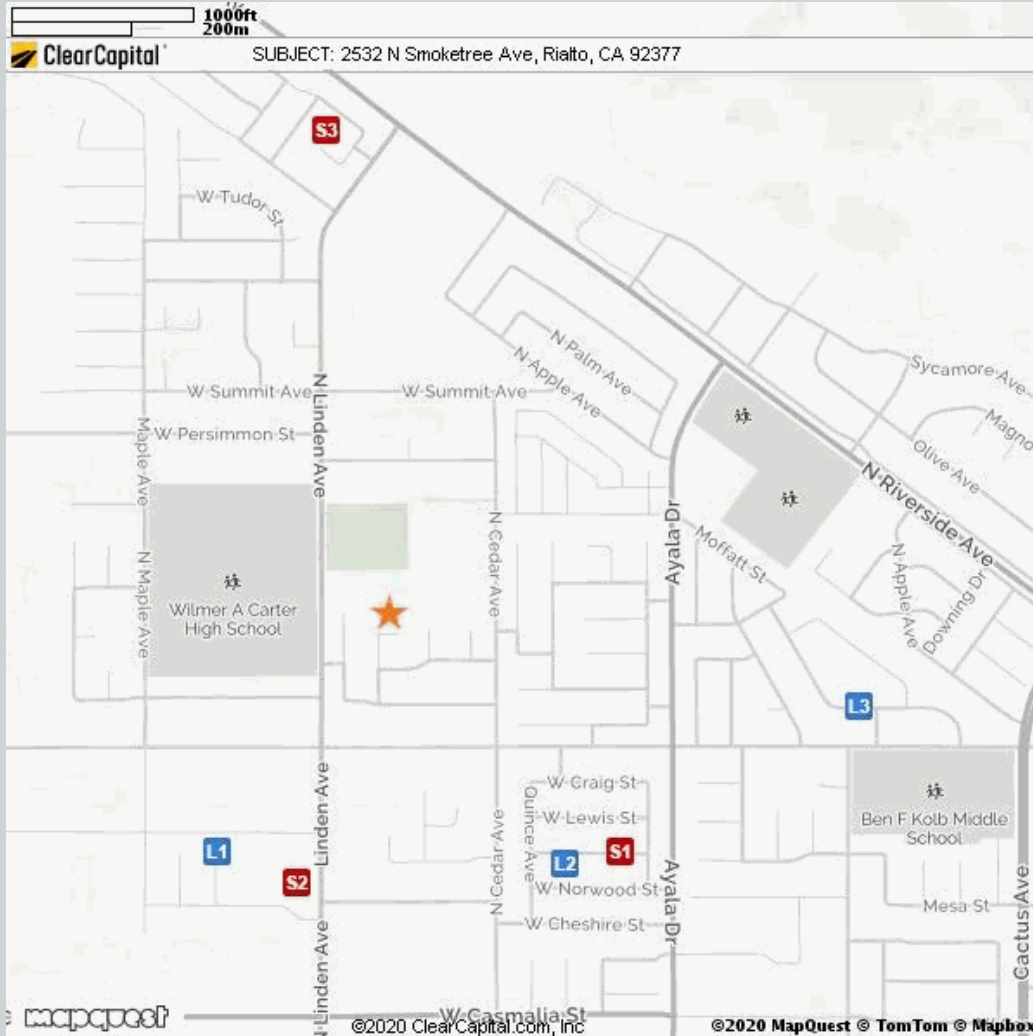 1000ft
200m
ClearCapital
SUBJECT: 2532 N Smoketree Ave, Rialto, CA 92377
S3
W Tudor St
N Palm Ave
N Apple Ave
Sycamore Ave
W Summit Ave
W Summit Ave
N Linden Ave
Magno
W Persimmon St
Maple Ave
Olive Ave
N Riverside Ave
Ayala Dr
N Cedar Ave
Moffatt St
N Maple Ave
N Apple Ave
Downing Dr
Wilmer A Carter
High School
L3
W Craig St
Quince Ave
W Lewis St
Ben F Kolb Middle
School
Linden Ave
N Cedar Ave
L1
L2
S1
S2
W Norwood St
Ayala Dr
Cactus Ave
Mesa St
W Cheshire St
N Linden Ave
W Casmalia St
mapquest
©2020 ClearCapital.com, Inc
©2020 MapQuest © TomTom © Mapbo